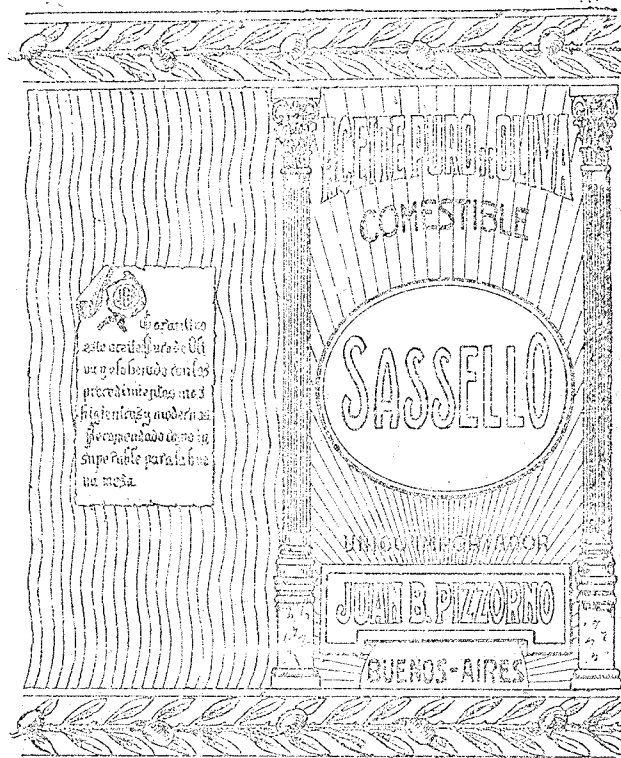 Garantizo
este aceite Puro de Oli
va y elaborado con los
procedimientos mas
higienicos y modernos
Recomendado como in
superable para la bue
na mesa
ACEITE PURO DE OLIVA
COMESTIBLE
SASSELLO
UNICO IMPORTADOR
JUAN B. PIZZORNO
BUENOS-AIRES